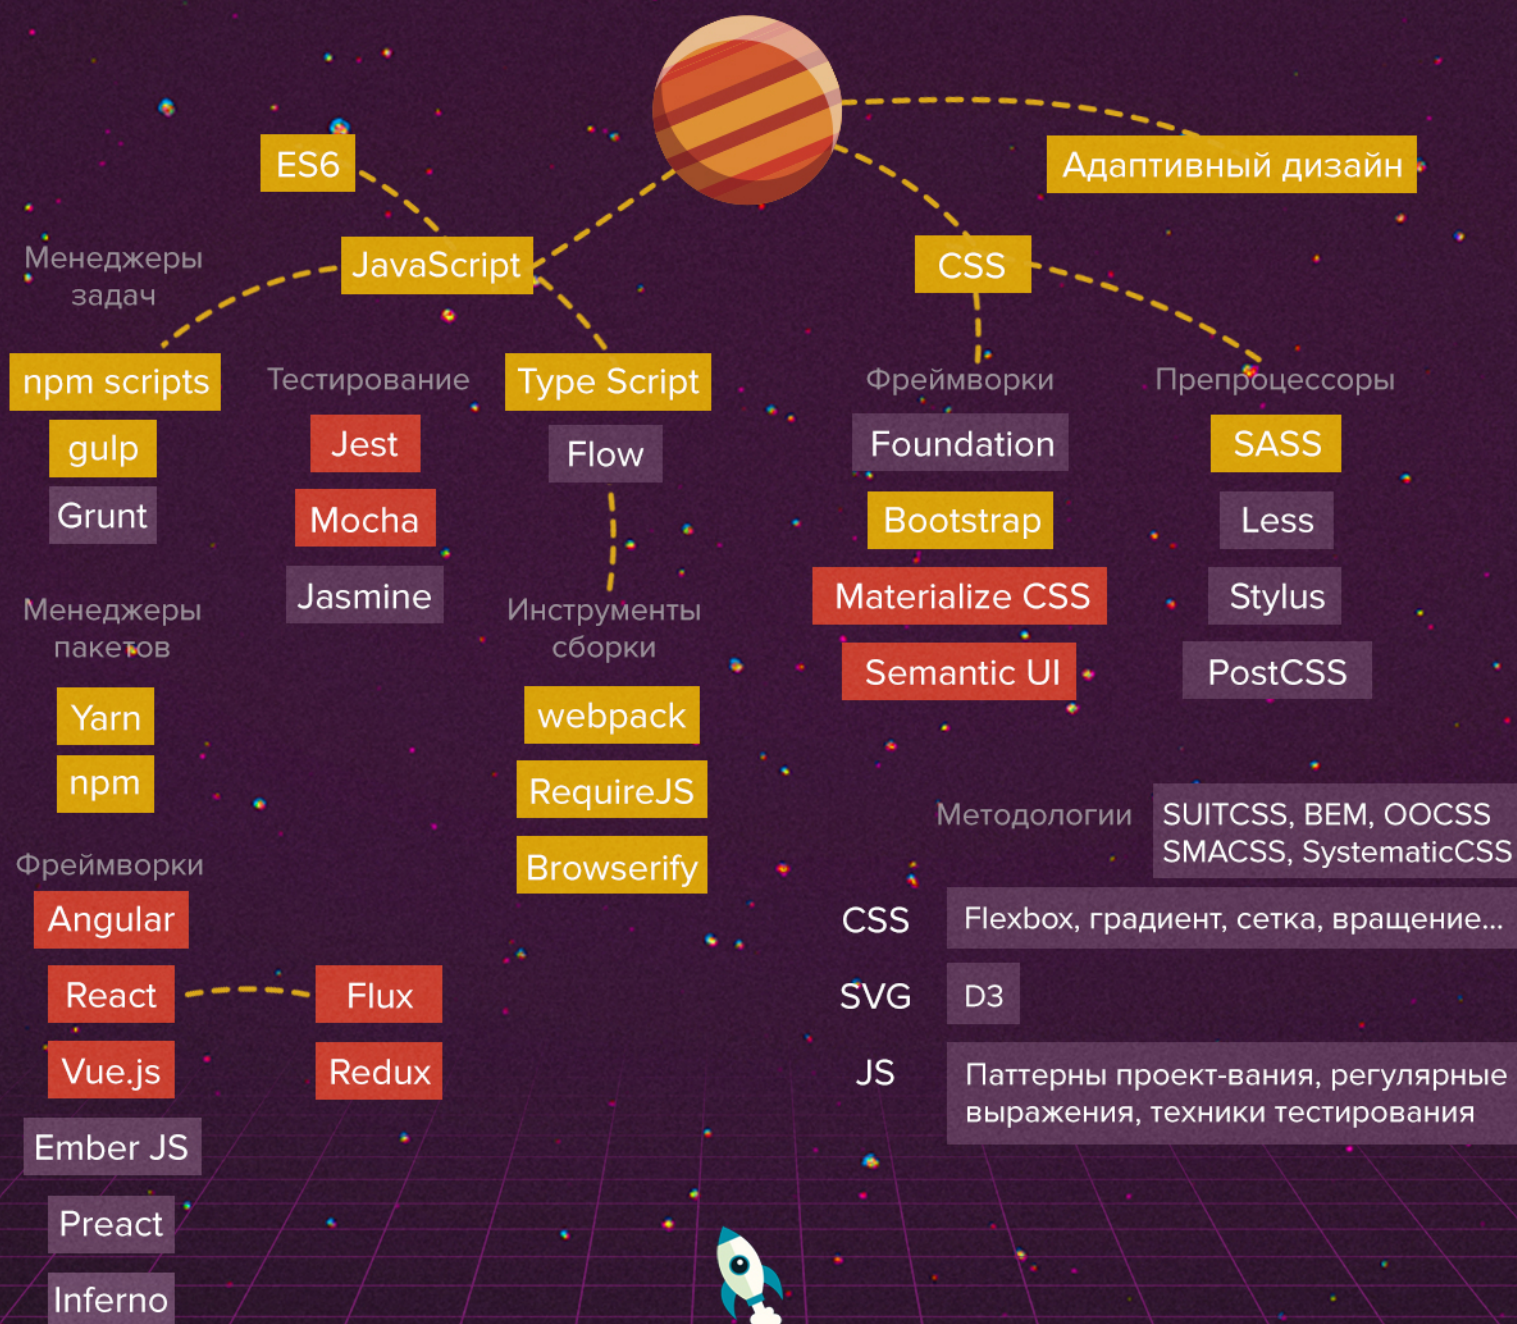 ES6
Адаптивный дизайн
Менеджеры
задач
JavaScript
CSS
npm scripts
gulp
Grunt
Тестирование
Jest
Mocha
Jasmine
Type Script
Flow
Фреймворки
Foundation
Bootstrap
Materialize CSS
Semantic UI
Препроцессоры
SASS
Less
Stylus
PostCSS
Менеджеры
пакетов
Yarn
npm
Инструменты
сборки
webpack
RequireJS
Browserify
Фреймворки
Angular
React
Vue.js
Ember JS
Preact
Inferno
Flux
Redux
Методологии
SUITCSS, BEM, OOCSS
SMACSS, SystematicCSS
CSS
Flexbox, градиент, сетка, вращение...
SVG
D3
JS
Паттерны проект-вания, регулярные
выражения, техники тестирования